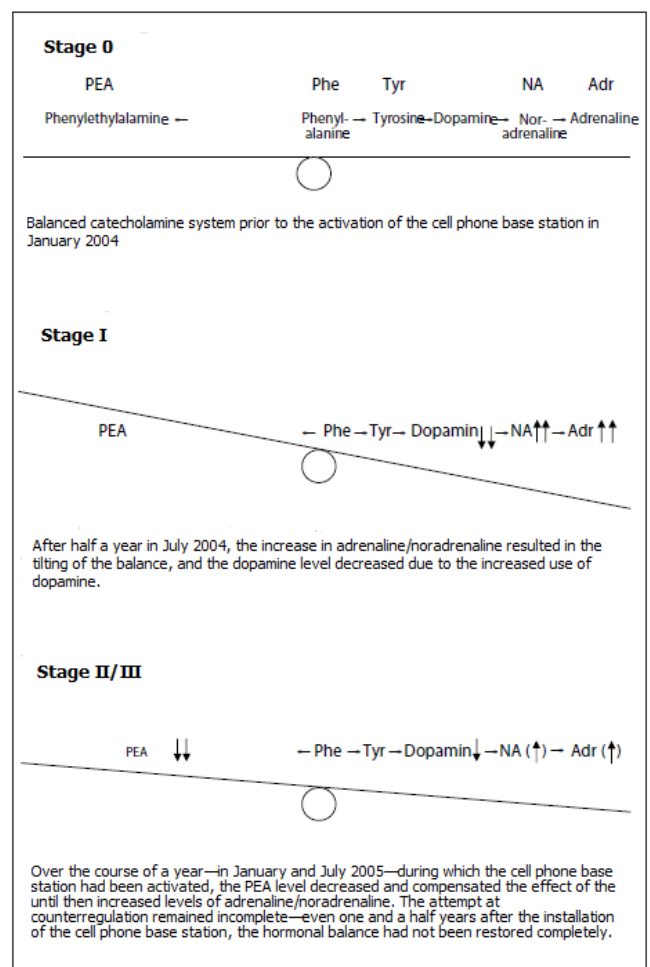 Stage 0
PEA Phe Tyr NA Adr
Phenylethylalamine ← Phenyl- → Tyrosine→Dopamine→ Nor- → Adrenaline
alanine adrenaline
Balanced catecholamine system prior to the activation of the cell phone base station in
January 2004
Stage I
PEA ← Phe→Tyr→ Dopamin↓↓→NA↑↑→Adr ↑↑
After half a year in July 2004, the increase in adrenaline/noradrenaline resulted in the
tilting of the balance, and the dopamine level decreased due to the increased use of
dopamine.
Stage II/III
PEA ↓↓ ←Phe →Tyr→Dopamin↓→NA (↑)→ Adr (↑)
Over the course of a year—in January and July 2005—during which the cell phone base
station had been activated, the PEA level decreased and compensated the effect of the
until then increased levels of adrenaline/noradrenaline. The attempt at
counterregulation remained incomplete—even one and a half years after the installation
of the cell phone base station, the hormonal balance had not been restored completely.